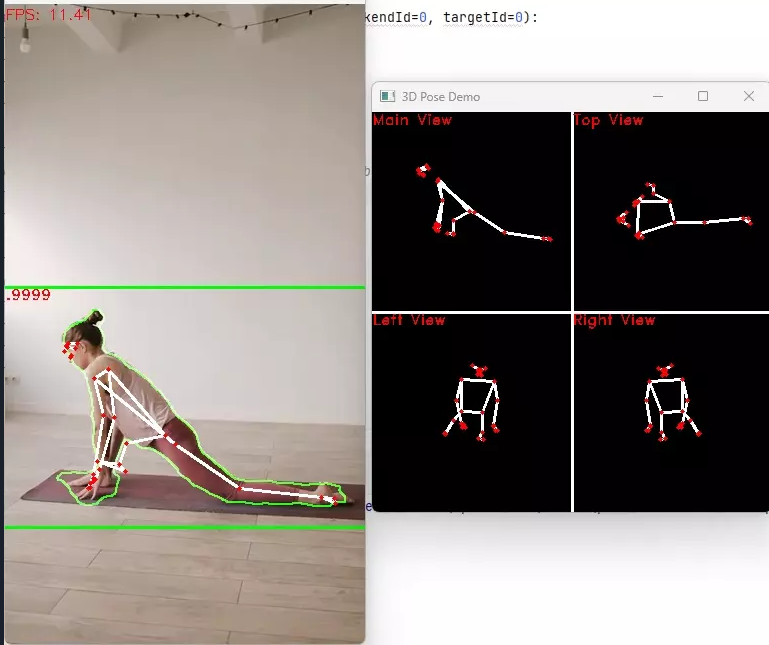 FPS: 11.41
.9999
kendId=0, targetId=0):
3D Pose Demo
Main View
Top View
Left View
Right View